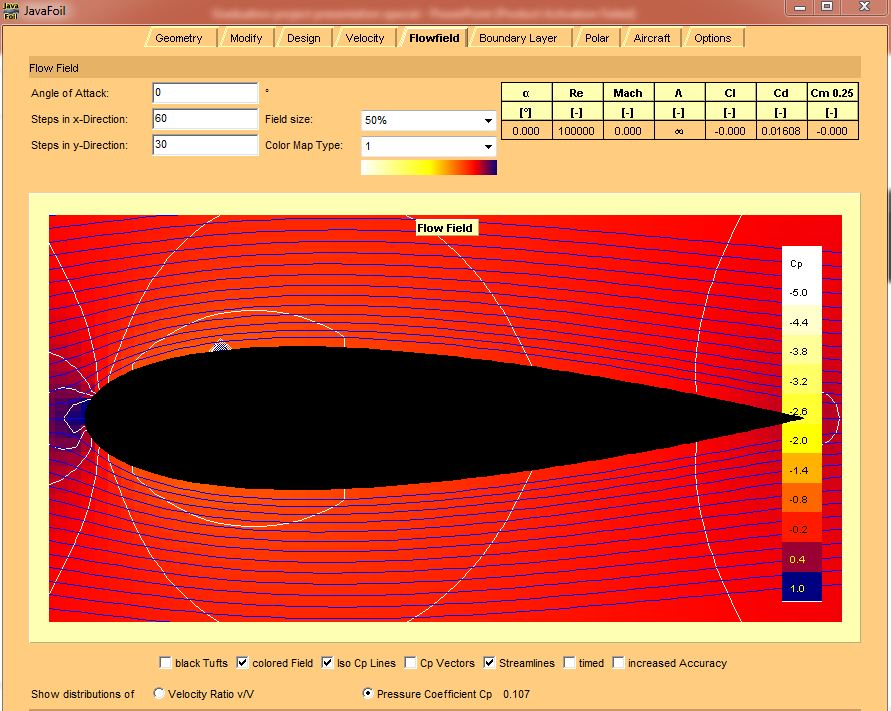 Java Foil JavaFoil
Geometry Modify Design Velocity Flowfield Boundary Layer Polar Aircraft Options
Flow Field
Angle of Attack: 0 °
Steps in x-Direction: 60 Field size: 50%
Steps in y-Direction: 30 Color Map Type: 1
α Re Mach Λ Cl Cd Cm 0.25
[°] [-] [-] [-] [-] [-] [-]
0.000 100000 0.000 ∞ -0.000 0.01608 -0.000
Flow Field
Cp
-5.0
-4.4
-3.8
-3.2
-2.6
-2.0
-1.4
-0.8
-0.2
0.4
1.0
black Tufts colored Field Iso Cp Lines Cp Vectors Streamlines timed increased Accuracy
Show distributions of Velocity Ratio v/V Pressure Coefficient Cp 0.107